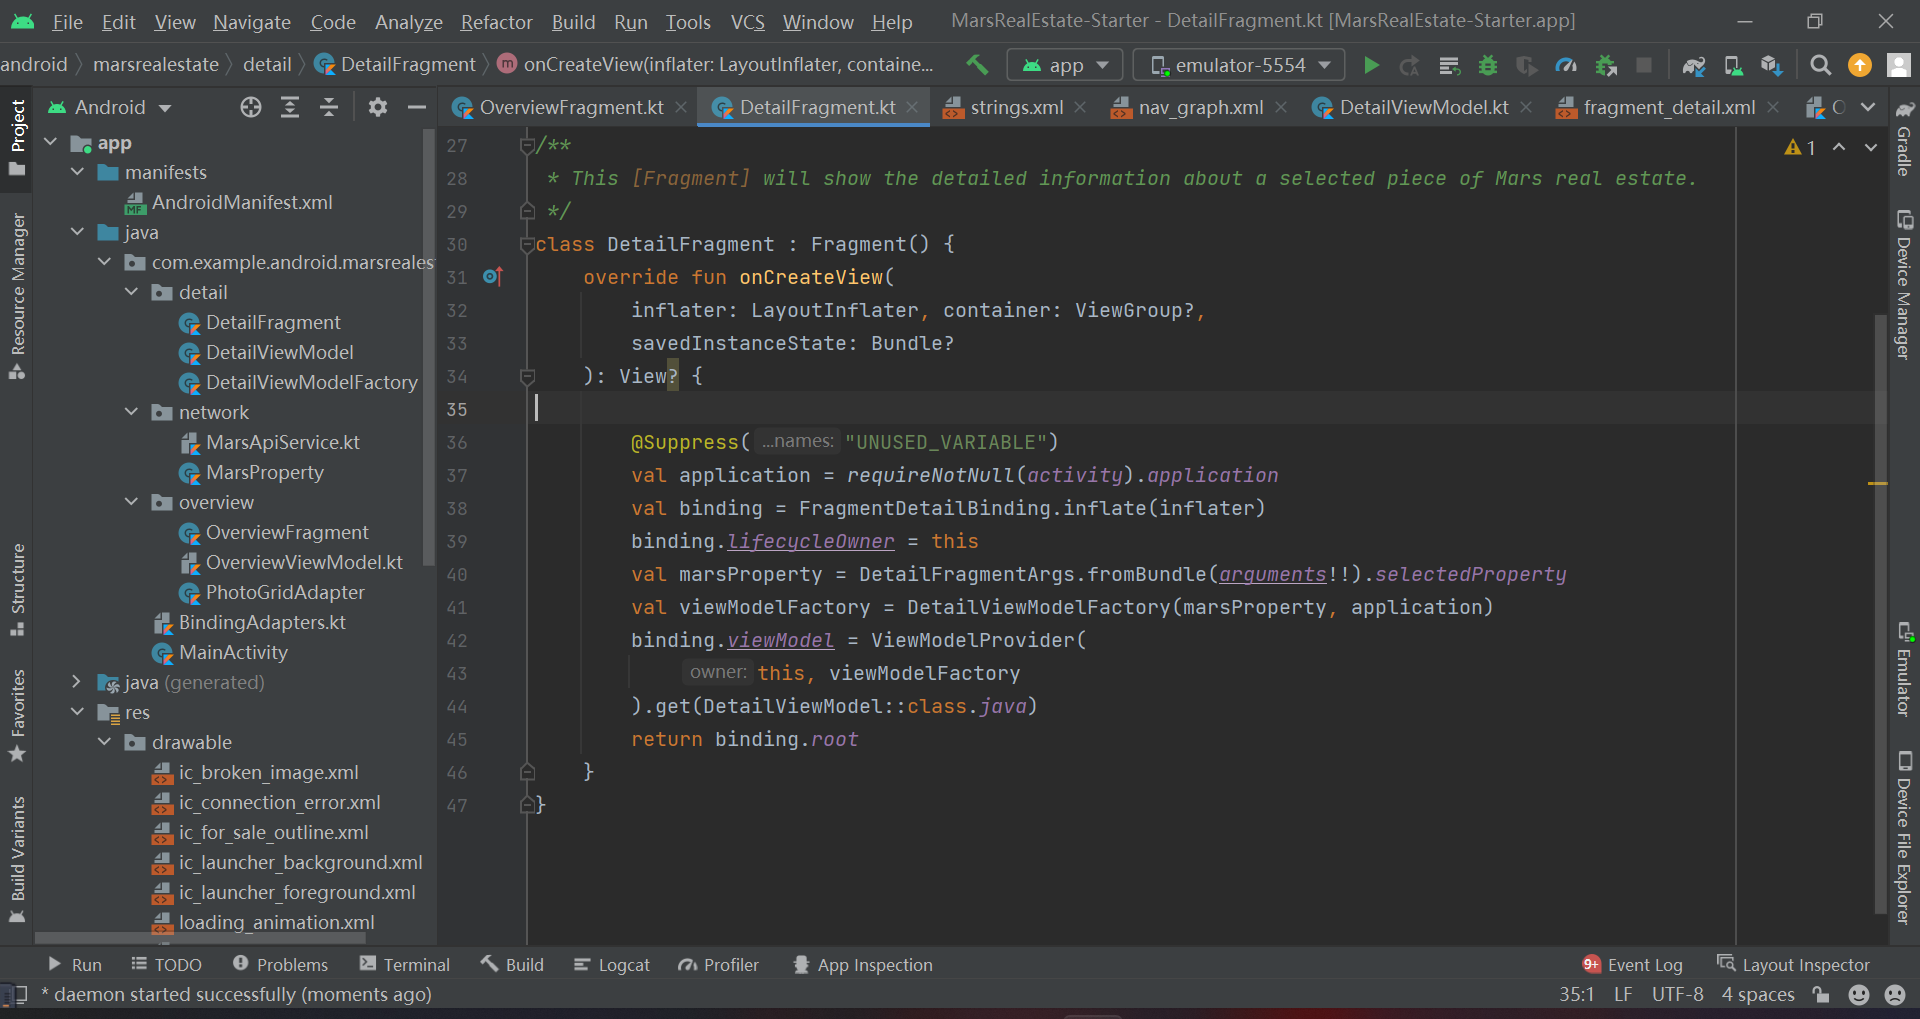 File Edit View Navigate Code Analyze Refactor Build Run Tools VCS Window Help MarsRealEstate-Starter - DetailFragment.kt [MarsRealEstate-Starter.app]
android marsrealestate detail DetailFragment m onCreateView(inflater: LayoutInflater, containe... app emulator-5554
Android OverviewFragment.kt DetailFragment.kt strings.xml nav_graph.xml DetailViewModel.kt fragment_detail.xml
Project
Resource Manager
Structure
Favorites
Build Variants
app
manifests
AndroidManifest.xml
java
com.example.android.marsreales
detail
DetailFragment
DetailViewModel
DetailViewModelFactory
network
MarsApiService.kt
MarsProperty
overview
OverviewFragment
OverviewViewModel.kt
PhotoGridAdapter
BindingAdapters.kt
MainActivity
java (generated)
res
drawable
ic_broken_image.xml
ic_connection_error.xml
ic_for_sale_outline.xml
ic_launcher_background.xml
ic_launcher_foreground.xml
loading_animation.xml
27 /**
28 * This [Fragment] will show the detailed information about a selected piece of Mars real estate.
29 */
30 class DetailFragment : Fragment() {
31 override fun onCreateView(
32 inflater: LayoutInflater, container: ViewGroup?,
33 savedInstanceState: Bundle?
34 ): View? {
35
36 @Suppress( ...names: "UNUSED_VARIABLE")
37 val application = requireNotNull(activity).application
38 val binding = FragmentDetailBinding.inflate(inflater)
39 binding.lifecycleOwner = this
40 val marsProperty = DetailFragmentArgs.fromBundle(arguments!!).selectedProperty
41 val viewModelFactory = DetailViewModelFactory(marsProperty, application)
42 binding.viewModel = ViewModelProvider(
43 owner: this, viewModelFactory
44 ).get(DetailViewModel::class.java)
45 return binding.root
46 }
47 }
1
Gradle
Device Manager
Emulator
Device File Explorer
Run TODO Problems Terminal Build Logcat Profiler App Inspection 9+ Event Log Layout Inspector
* daemon started successfully (moments ago) 35:1 LF UTF-8 4 spaces